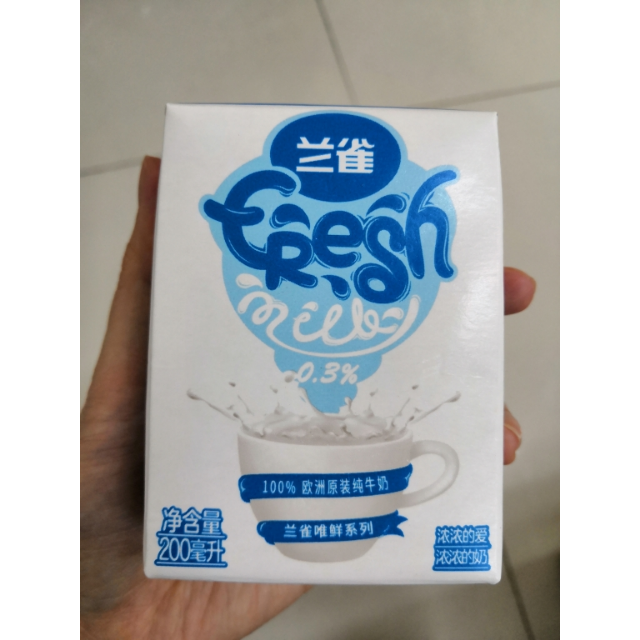 兰雀
Fresh
milky
0.3%
100% 欧洲原装纯牛奶
兰雀唯鲜系列
净含量
200毫升
浓浓的爱
浓浓的奶